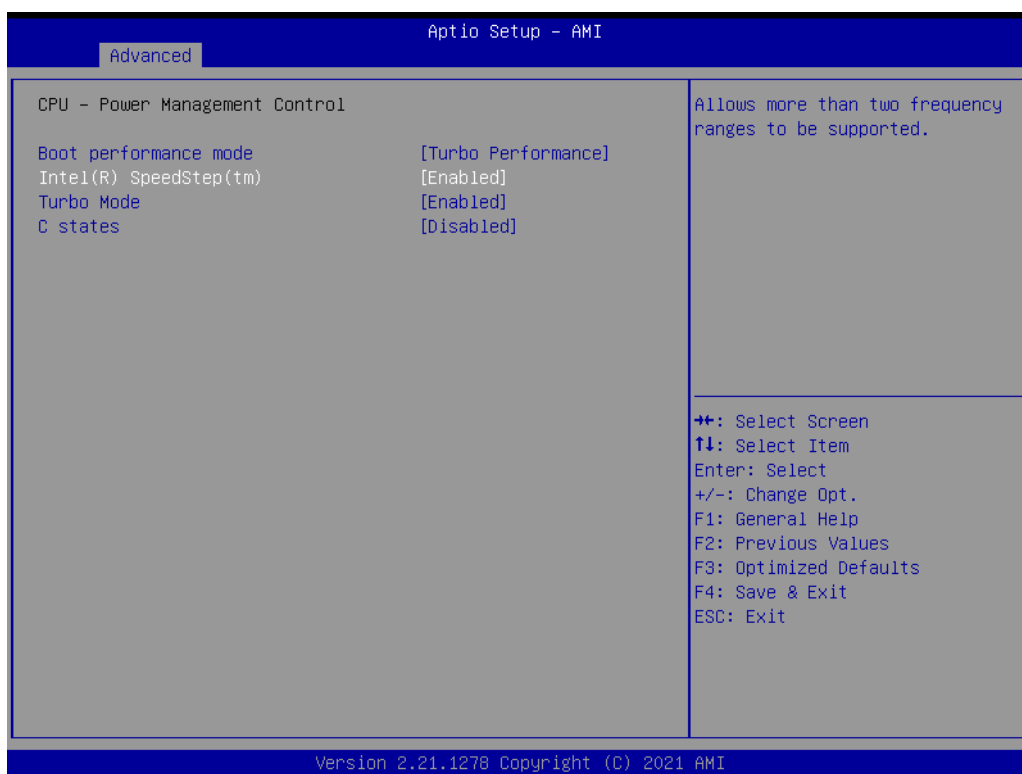 Aptio Setup – AMI
Advanced
CPU – Power Management Control
Boot performance mode [Turbo Performance]
Intel(R) SpeedStep(tm) [Enabled]
Turbo Mode [Enabled]
C states [Disabled]
Allows more than two frequency
ranges to be supported.
→←: Select Screen
↑↓: Select Item
Enter: Select
+/-: Change Opt.
F1: General Help
F2: Previous Values
F3: Optimized Defaults
F4: Save & Exit
ESC: Exit
Version 2.21.1278 Copyright (C) 2021 AMI